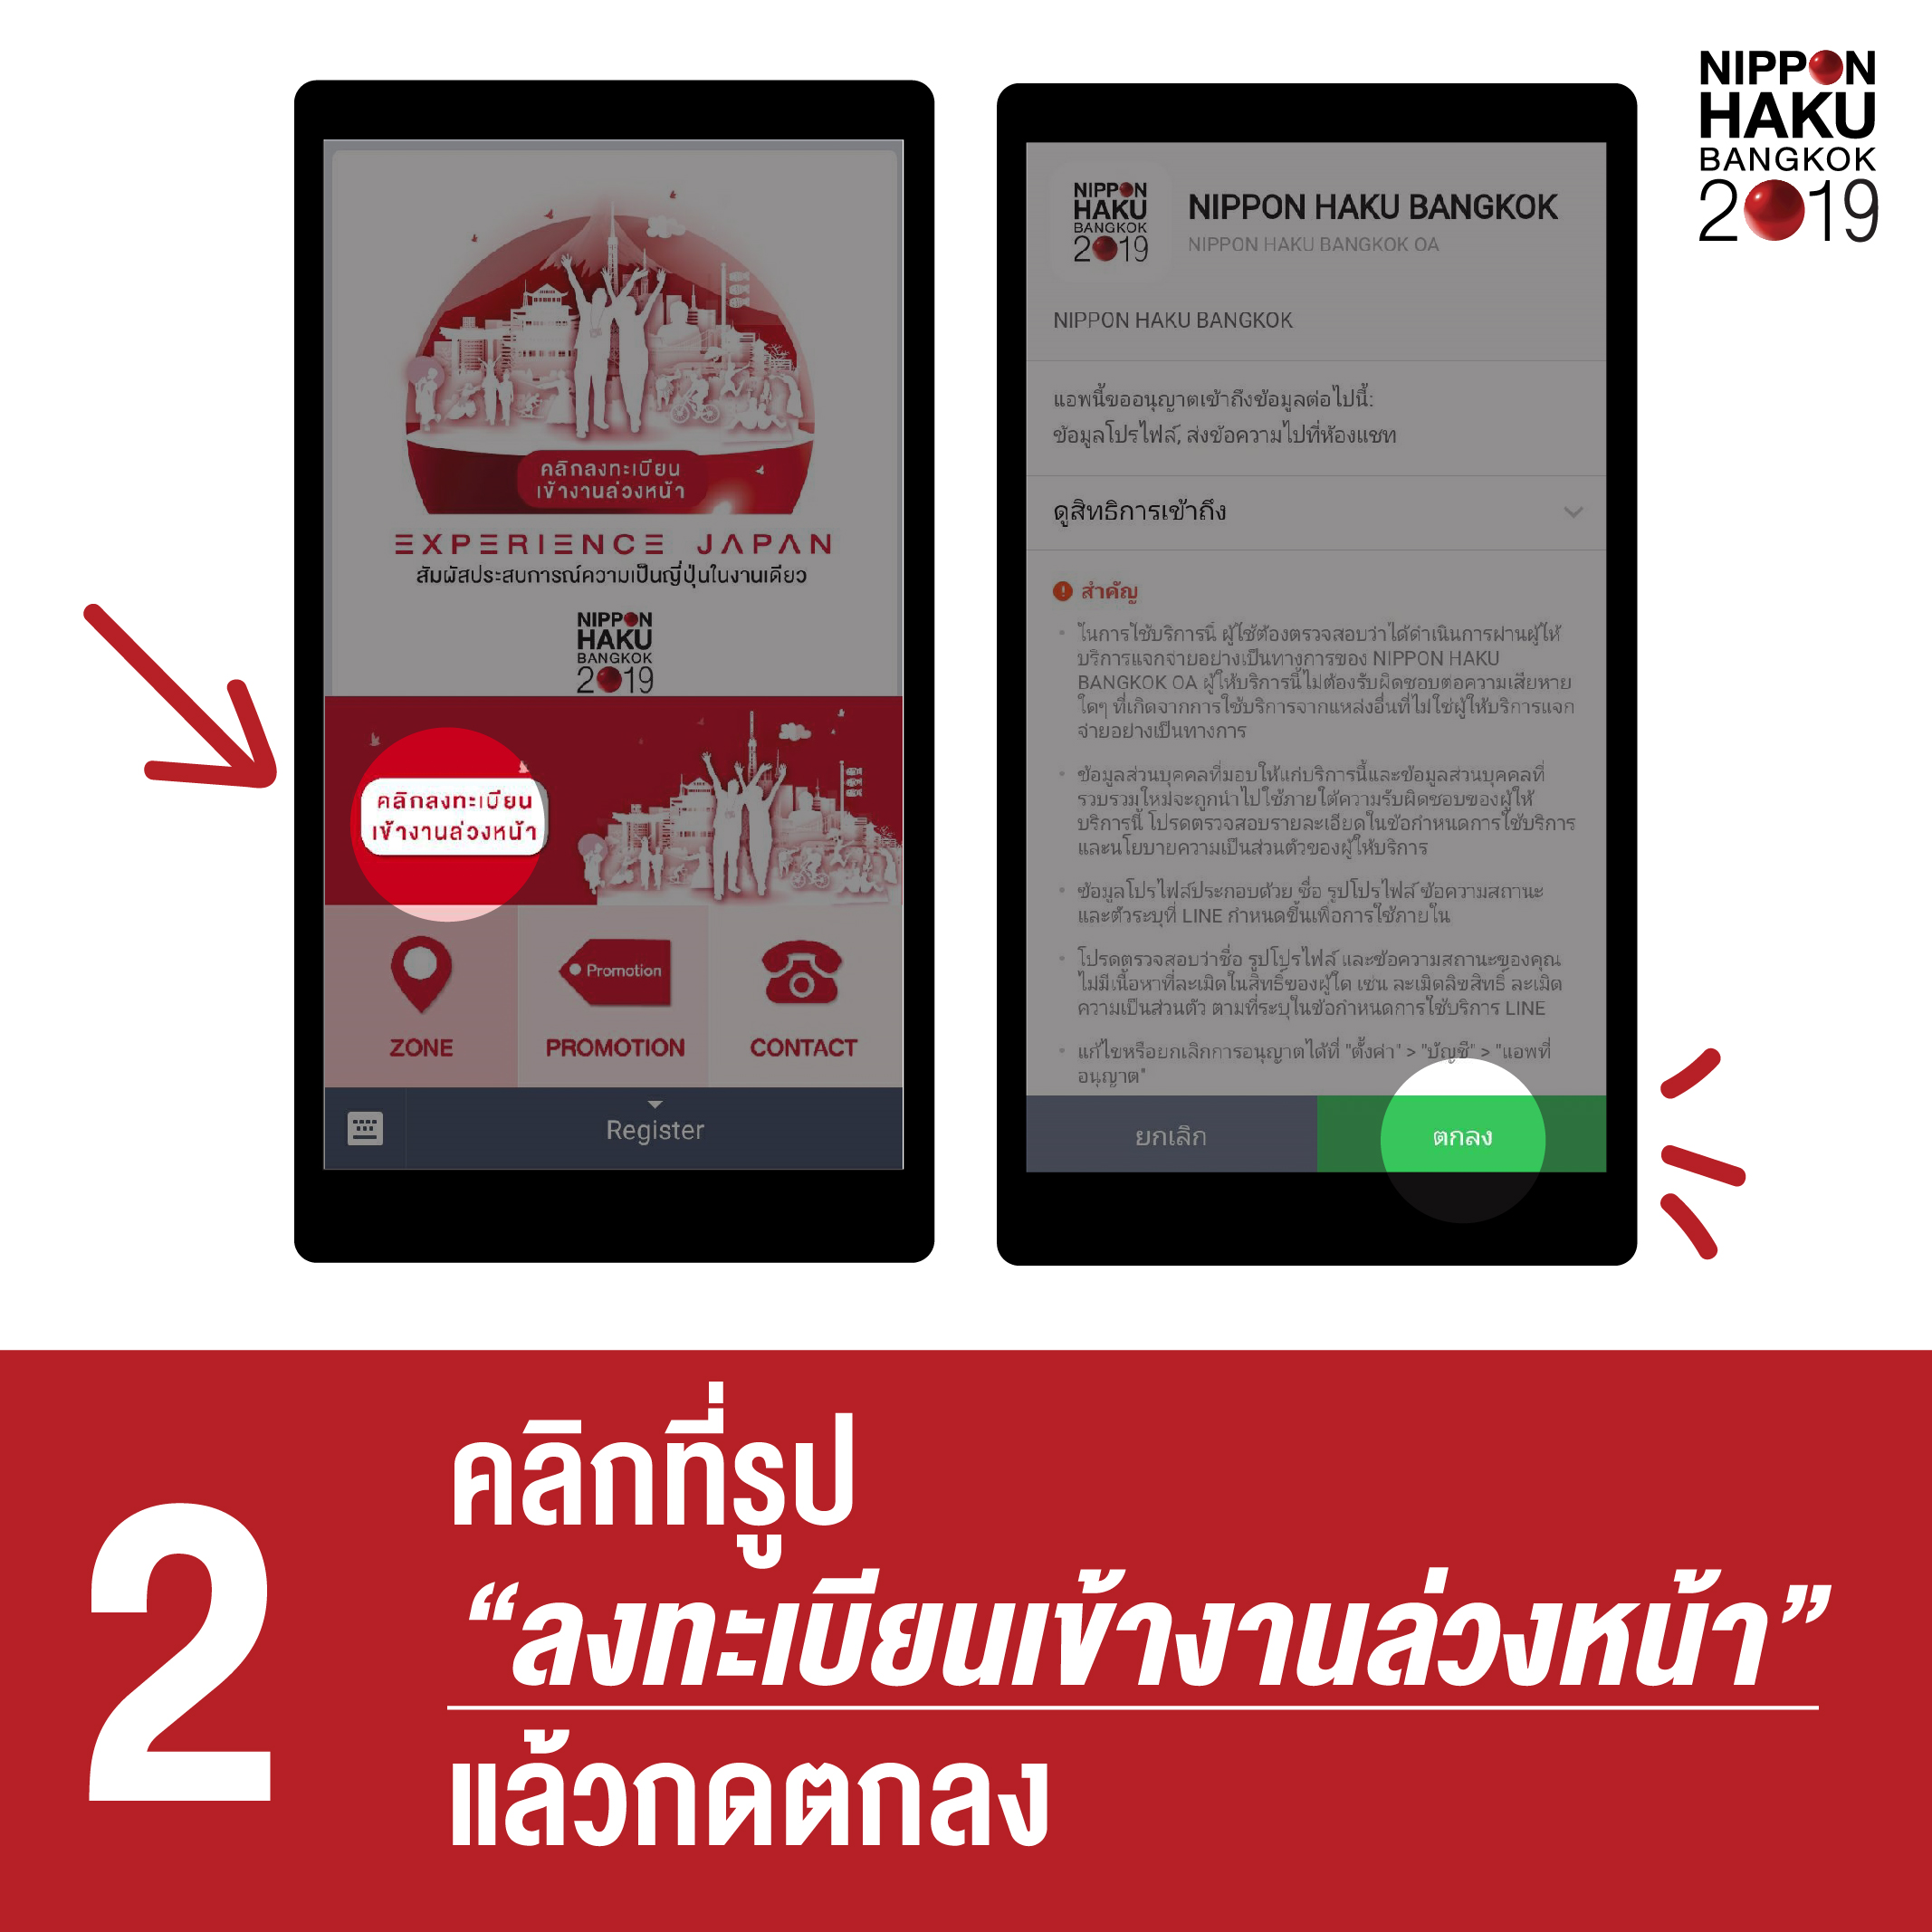 NIPPON
HAKU
BANGKOK
2019
คลิกลงทะเบียน
เข้างานล่วงหน้า
EXPERIENCE JAPAN
สัมผัสประสบการณ์ความเป็นญี่ปุ่นในงานเดียว
NIPPON
HAKU
BANGKOK
2019
คลิกลงทะเบียน
เข้างานล่วงหน้า
Promotion
ZONE
PROMOTION
CONTACT
Register
NIPPON
HAKU
BANGKOK
2019
NIPPON HAKU BANGKOK
NIPPON HAKU BANGKOK OA
NIPPON HAKU BANGKOK
แอพนี้ขออนุญาตเข้าถึงข้อมูลต่อไปนี้:
ข้อมูลโปรไฟล์, ส่งข้อความไปที่ห้องแชท
ดูสิทธิการเข้าถึง
สำคัญ
• ในการใช้บริการนี้ ผู้ใช้ต้องตรวจสอบว่าได้ดำเนินการผ่านผู้ให้
บริการแจกจ่ายอย่างเป็นทางการของ NIPPON HAKU
BANGKOK OA ผู้ให้บริการนี้ไม่ต้องรับผิดชอบต่อความเสียหาย
ใดๆ ที่เกิดจากการใช้บริการจากแหล่งอื่นที่ไม่ใช่ผู้ให้บริการแจก
จ่ายอย่างเป็นทางการ
• ข้อมูลส่วนบุคคลที่มอบให้แก่บริการนี้และข้อมูลส่วนบุคคลที่
รวบรวมใหม่จะถูกนำไปใช้ภายใต้ความรับผิดชอบของผู้ให้
บริการนี้ โปรดตรวจสอบรายละเอียดในข้อกำหนดการใช้บริการ
และนโยบายความเป็นส่วนตัวของผู้ให้บริการ
• ข้อมูลโปรไฟล์ประกอบด้วย ชื่อ รูปโปรไฟล์ ข้อความสถานะ
และตัวระบุที่ LINE กำหนดขึ้นเพื่อการใช้ภายใน
• โปรดตรวจสอบว่าชื่อ รูปโปรไฟล์ และข้อความสถานะของคุณ
ไม่มีเนื้อหาที่ละเมิดในสิทธิ์ของผู้ใด เช่น ละเมิดลิขสิทธิ์ ละเมิด
ความเป็นส่วนตัว ตามที่ระบุในข้อกำหนดการใช้บริการ LINE
• แก้ไขหรือยกเลิกการอนุญาตได้ที่ "ตั้งค่า" > "บัญชี" > "แอพที่
อนุญาต"
ยกเลิก
ตกลง
2
คลิกที่รูป
“ลงทะเบียนเข้างานล่วงหน้า”
แล้วกดตกลง